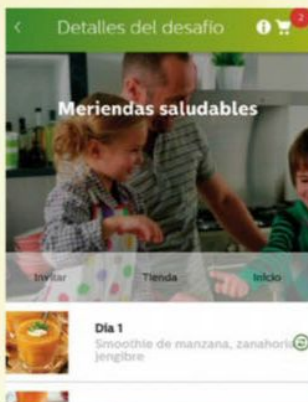 Detalles del desafío
2
Meriendas saludables
Invitar
Tienda
Inicio
Día 1
Smoothie de manzana, zanahoria
jengibre